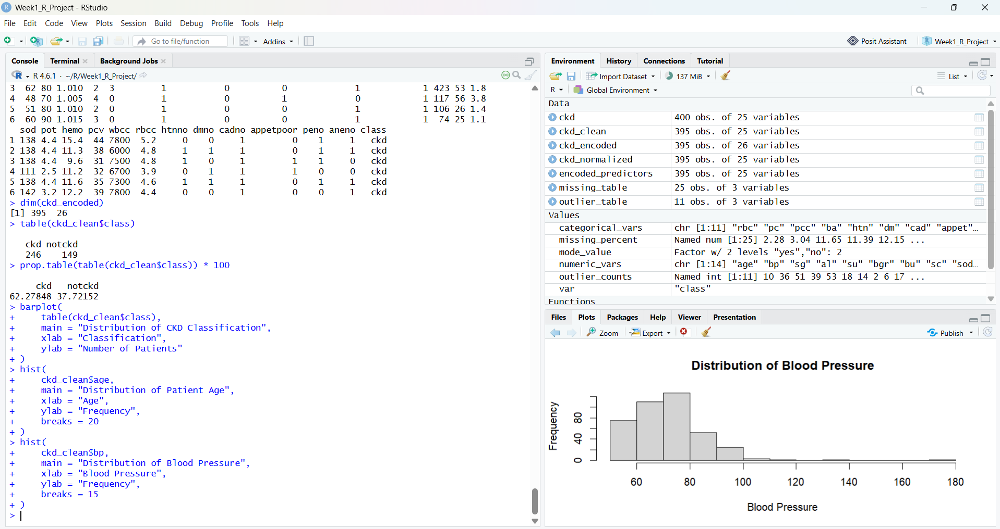 Week1_R_Project - RStudio
File Edit Code View Plots Session Build Debug Profile Tools Help
Go to file/function Addins Posit Assistant Week1_R_Project
Console Terminal Background Jobs
R 4.6.1 · ~/R/Week1_R_Project/
3 62 80 1.010 2 3 1 0 0 1 1 423 53 1.8
4 48 70 1.005 4 0 1 0 1 0 1 117 56 3.8
5 51 80 1.010 2 0 1 0 0 1 1 106 26 1.4
6 60 90 1.015 3 0 1 0 0 1 1 74 25 1.1
sod pot hemo pcv wbcc rbcc htnno dmno cadno appetpoor peno aneno class
1 138 4.4 15.4 44 7800 5.2 0 0 1 0 1 1 ckd
2 138 4.4 11.3 38 6000 4.8 1 1 1 0 1 1 ckd
3 138 4.4 9.6 31 7500 4.8 1 0 1 1 1 0 ckd
4 111 2.5 11.2 32 6700 3.9 0 1 1 1 0 0 ckd
5 138 4.4 11.6 35 7300 4.6 1 1 1 0 1 1 ckd
6 142 3.2 12.2 39 7800 4.4 0 0 1 0 0 1 ckd
> dim(ckd_encoded)
[1] 395 26
> table(ckd_clean$class)
ckd notckd
246 149
> prop.table(table(ckd_clean$class)) * 100
ckd notckd
62.27848 37.72152
> barplot(
+ table(ckd_clean$class),
+ main = "Distribution of CKD Classification",
+ xlab = "Classification",
+ ylab = "Number of Patients"
+ )
> hist(
+ ckd_clean$age,
+ main = "Distribution of Patient Age",
+ xlab = "Age",
+ ylab = "Frequency",
+ breaks = 20
+ )
> hist(
+ ckd_clean$bp,
+ main = "Distribution of Blood Pressure",
+ xlab = "Blood Pressure",
+ ylab = "Frequency",
+ breaks = 15
+ )
>
Environment History Connections Tutorial
Import Dataset 137 MiB List
R Global Environment
Data
ckd 400 obs. of 25 variables
ckd_clean 395 obs. of 25 variables
ckd_encoded 395 obs. of 26 variables
ckd_normalized 395 obs. of 25 variables
encoded_predictors 395 obs. of 25 variables
missing_table 25 obs. of 3 variables
outlier_table 11 obs. of 3 variables
Values
categorical_vars chr [1:11] "rbc" "pc" "pcc" "ba" "htn" "dm" "cad" "appet"…
missing_percent Named num [1:25] 2.28 3.04 11.65 11.39 12.15 ...
mode_value Factor w/ 2 levels "yes","no": 2
numeric_vars chr [1:14] "age" "bp" "sg" "al" "su" "bgr" "bu" "sc" "sod…
outlier_counts Named int [1:11] 10 36 51 39 53 18 14 2 6 17 ...
var "class"
Functions
Files Plots Packages Help Viewer Presentation
Zoom Export Publish
Distribution of Blood Pressure
Frequency
0 40 80
60 80 100 120 140 160 180
Blood Pressure